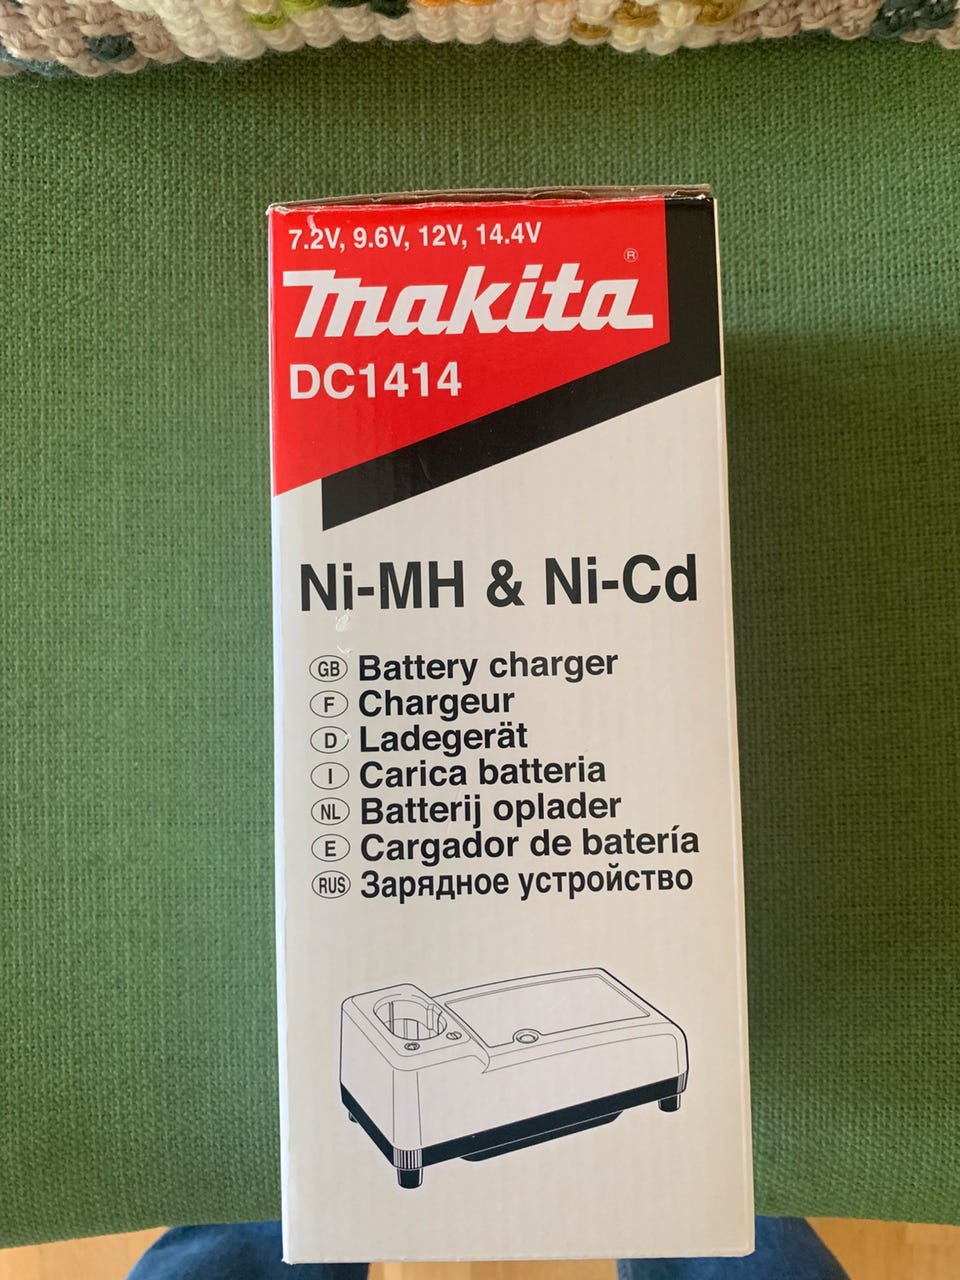 7.2V, 9.6V, 12V, 14.4V
makita®
DC1414
Ni-MH & Ni-Cd
GB Battery charger
F Chargeur
D Ladegerät
I Carica batteria
NL Batterij oplader
E Cargador de batería
RUS Зарядное устройство